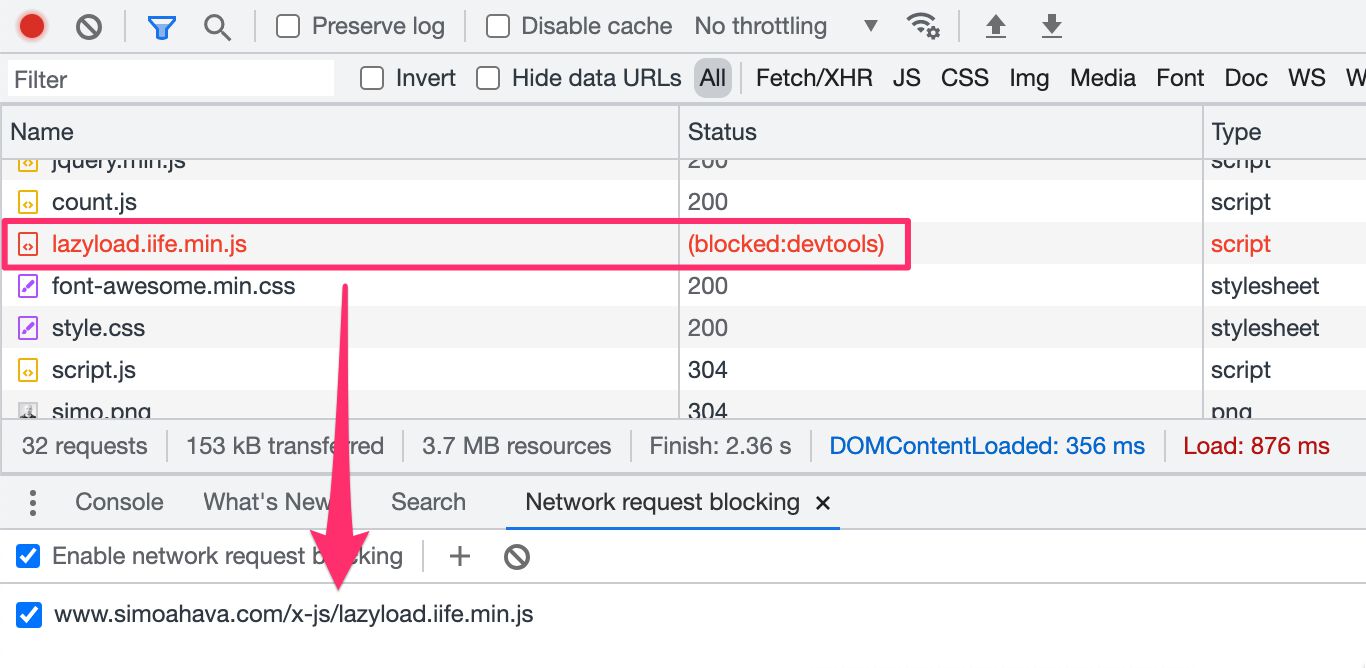 Preserve log Disable cache No throttling
Filter Invert Hide data URLs All Fetch/XHR JS CSS Img Media Font Doc WS W
Name Status Type
jquery.min.js 200 script
count.js 200 script
lazyload.iife.min.js (blocked:devtools) script
font-awesome.min.css 200 stylesheet
style.css 200 stylesheet
script.js 304 script
simo.png 304 png
32 requests 153 kB transferred 3.7 MB resources Finish: 2.36 s DOMContentLoaded: 356 ms Load: 876 ms
Console What's New Search Network request blocking ×
Enable network request blocking +
www.simoahava.com/x-js/lazyload.iife.min.js